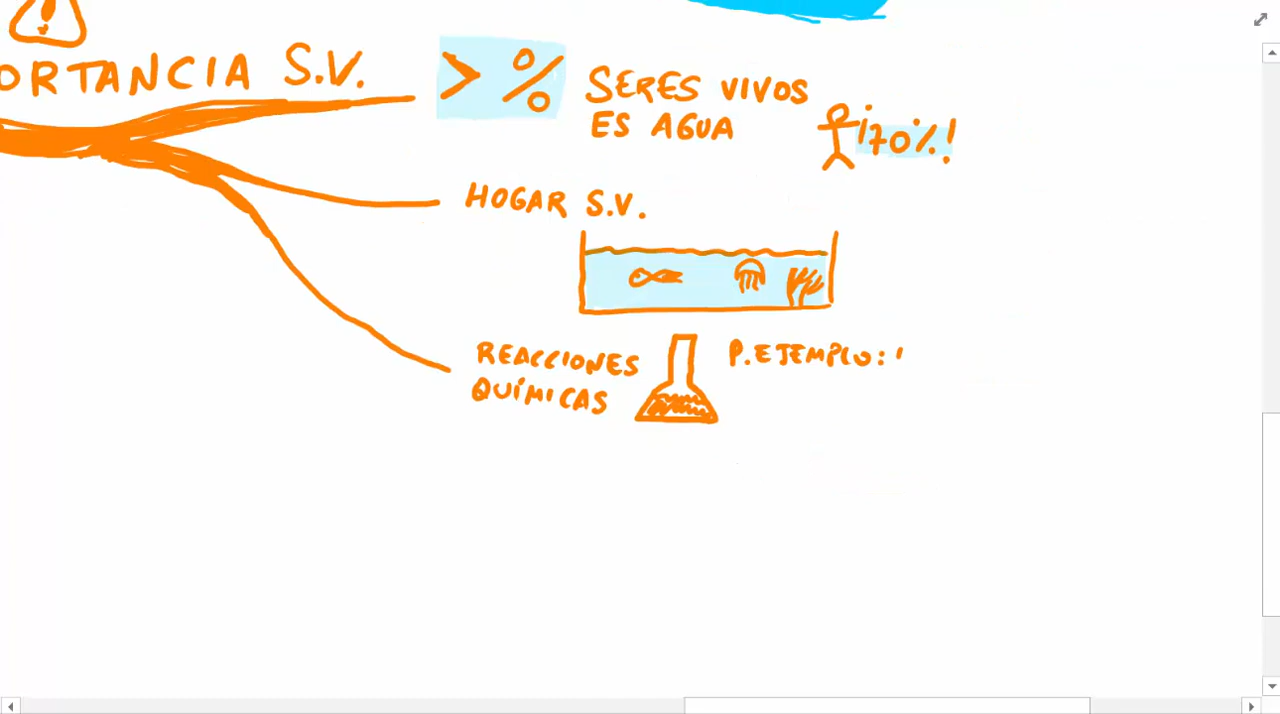 ORTANCIA S.V.
> % SERES VIVOS
ES AGUA
¡70%!
HOGAR S.V.
REACCIONES
QUÍMICAS
P.EJEMPLO: